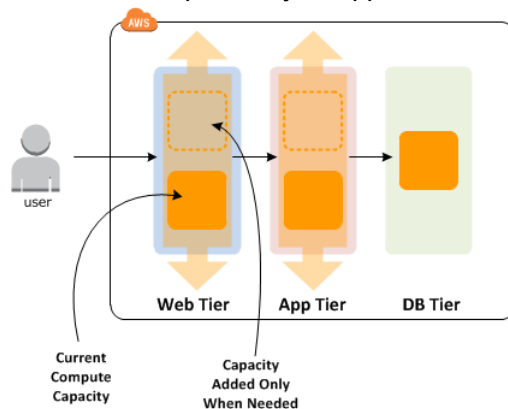 AWS
user
Web Tier
App Tier
DB Tier
Current
Compute
Capacity
Capacity
Added Only
When Needed